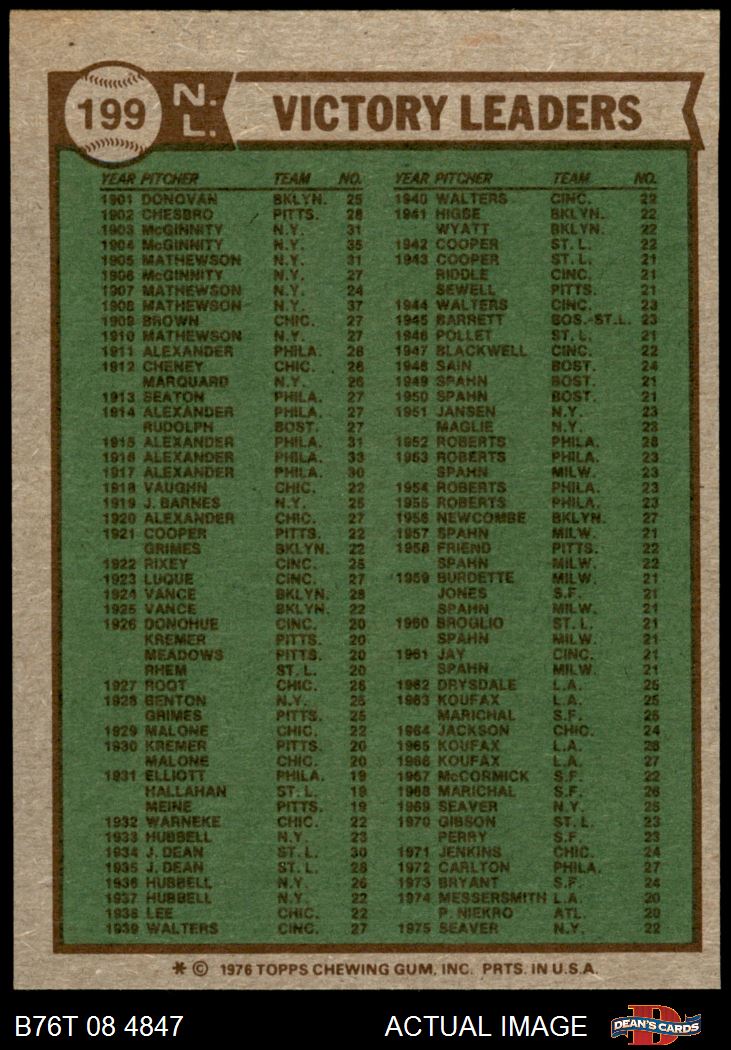 199 N.L. VICTORY LEADERS
YEAR PITCHER TEAM NO.
1901 DONOVAN BKLYN. 25
1902 CHESBRO PITTS. 28
1903 McGINNITY N.Y. 31
1904 McGINNITY N.Y. 35
1905 MATHEWSON N.Y. 31
1906 McGINNITY N.Y. 27
1907 MATHEWSON N.Y. 24
1908 MATHEWSON N.Y. 37
1909 BROWN CHIC. 27
1910 MATHEWSON N.Y. 27
1911 ALEXANDER PHILA. 28
1912 CHENEY CHIC. 26
MARQUARD N.Y. 26
1913 SEATON PHILA. 27
1914 ALEXANDER PHILA. 27
RUDOLPH BOST. 27
1915 ALEXANDER PHILA. 31
1916 ALEXANDER PHILA. 33
1917 ALEXANDER PHILA. 30
1918 VAUGHN CHIC. 22
1919 J. BARNES N.Y. 25
1920 ALEXANDER CHIC. 27
1921 COOPER PITTS. 22
GRIMES BKLYN. 22
1922 RIXEY CINC. 25
1923 LUQUE CINC. 27
1924 VANCE BKLYN. 28
1925 VANCE BKLYN. 22
1926 DONOHUE CINC. 20
KREMER PITTS. 20
MEADOWS PITTS. 20
RHEM ST. L. 20
1927 ROOT CHIC. 26
1928 BENTON N.Y. 25
GRIMES PITTS. 25
1929 MALONE CHIC. 22
1930 KREMER PITTS. 20
MALONE CHIC. 20
1931 ELLIOTT PHILA. 19
HALLAHAN ST. L. 19
MEINE PITTS. 19
1932 WARNEKE CHIC. 22
1933 HUBBELL N.Y. 23
1934 J. DEAN ST. L. 30
1935 J. DEAN ST. L. 28
1936 HUBBELL N.Y. 26
1937 HUBBELL N.Y. 22
1938 LEE CHIC. 22
1939 WALTERS CINC. 27
YEAR PITCHER TEAM NO.
1940 WALTERS CINC. 22
1941 HIGBE BKLYN. 22
WYATT BKLYN. 22
1942 COOPER ST. L. 22
1943 COOPER ST. L. 21
RIDDLE CINC. 21
SEWELL PITTS. 21
1944 WALTERS CINC. 23
1945 BARRETT BOS.-ST.L. 23
1946 POLLET ST. L. 21
1947 BLACKWELL CINC. 22
1948 SAIN BOST. 24
1949 SPAHN BOST. 21
1950 SPAHN BOST. 21
1951 JANSEN N.Y. 23
MAGLIE N.Y. 23
1952 ROBERTS PHILA. 28
1953 ROBERTS PHILA. 23
SPAHN MILW. 23
1954 ROBERTS PHILA. 23
1955 ROBERTS PHILA. 23
1956 NEWCOMBE BKLYN. 27
1957 SPAHN MILW. 21
1958 FRIEND PITTS. 22
SPAHN MILW. 22
1959 BURDETTE MILW. 21
JONES S.F. 21
SPAHN MILW. 21
1960 BROGLIO ST. L. 21
SPAHN MILW. 21
1961 JAY CINC. 21
SPAHN MILW. 21
1962 DRYSDALE L.A. 25
1963 KOUFAX L.A. 25
MARICHAL S.F. 25
1964 JACKSON CHIC. 24
1965 KOUFAX L.A. 26
1966 KOUFAX L.A. 27
1967 McCORMICK S.F. 22
1968 MARICHAL S.F. 26
1969 SEAVER N.Y. 25
1970 GIBSON ST. L. 23
PERRY S.F. 23
1971 JENKINS CHIC. 24
1972 CARLTON PHILA. 27
1973 BRYANT S.F. 24
1974 MESSERSMITH L.A. 20
P. NIEKRO ATL. 20
1975 SEAVER N.Y. 22
* © 1976 TOPPS CHEWING GUM, INC. PRTS. IN U.S.A.
B76T 08 4847 ACTUAL IMAGE DEAN'S CARDS